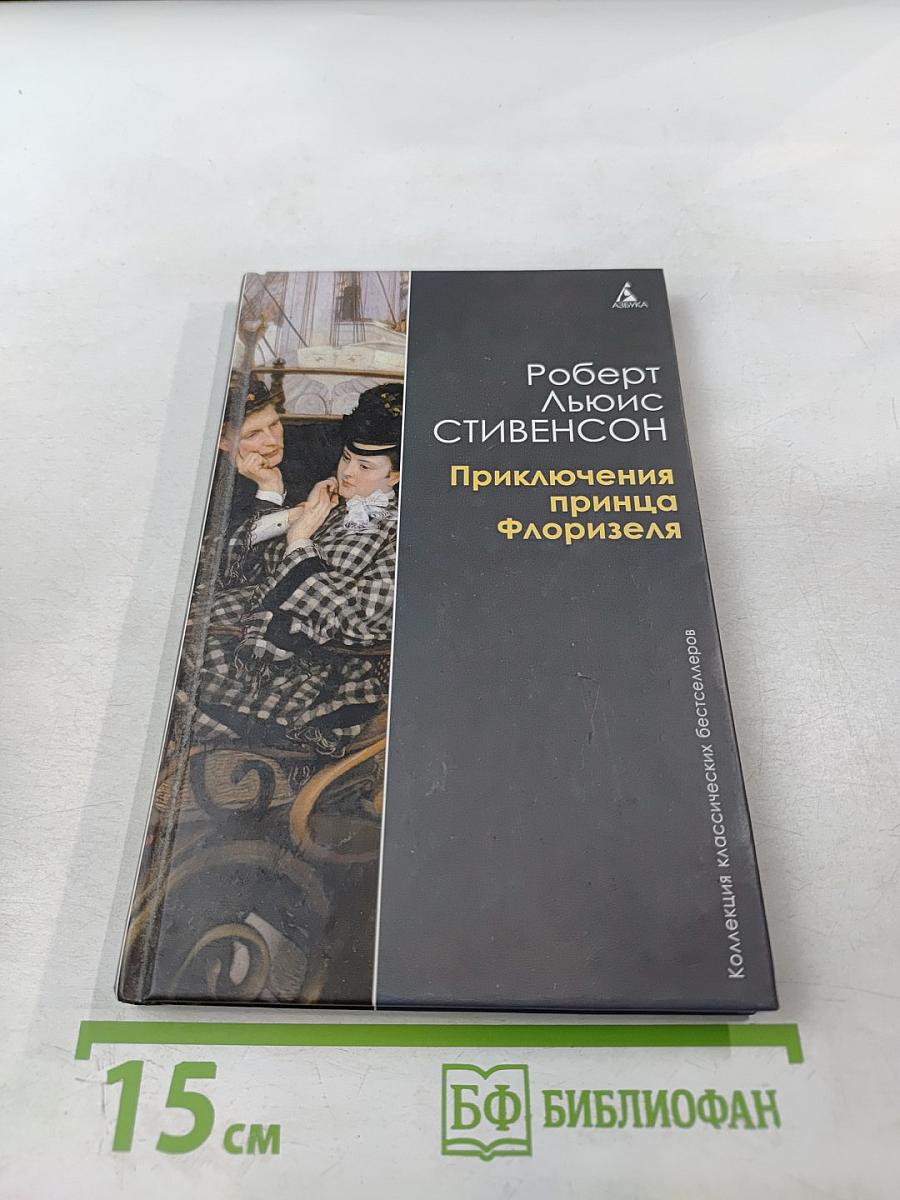 АЗБУКА
Роберт
Льюис
СТИВЕНСОН
Приключения
принца
Флоризеля
Коллекция классических бестселлеров
15 см
БФ БИБЛИОФАН